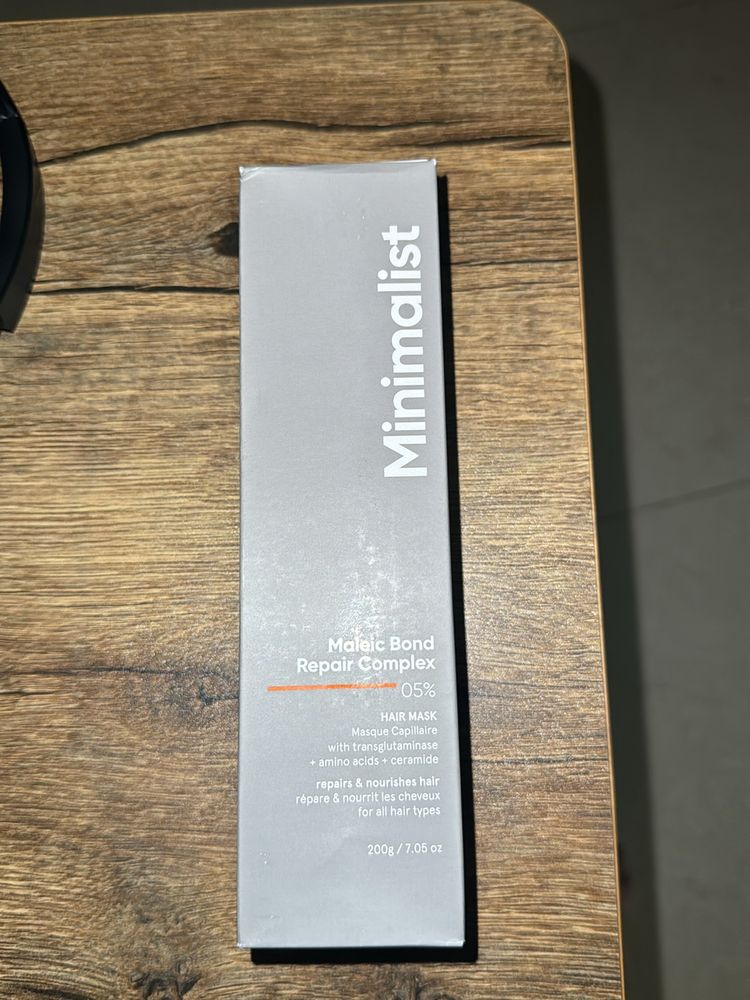 Minimalist
Maleic Bond
Repair Complex
05%
HAIR MASK
Masque Capillaire
with transglutaminase
+ amino acids + ceramide
repairs & nourishes hair
répare & nourrit les cheveux
for all hair types
200g / 7.05 oz